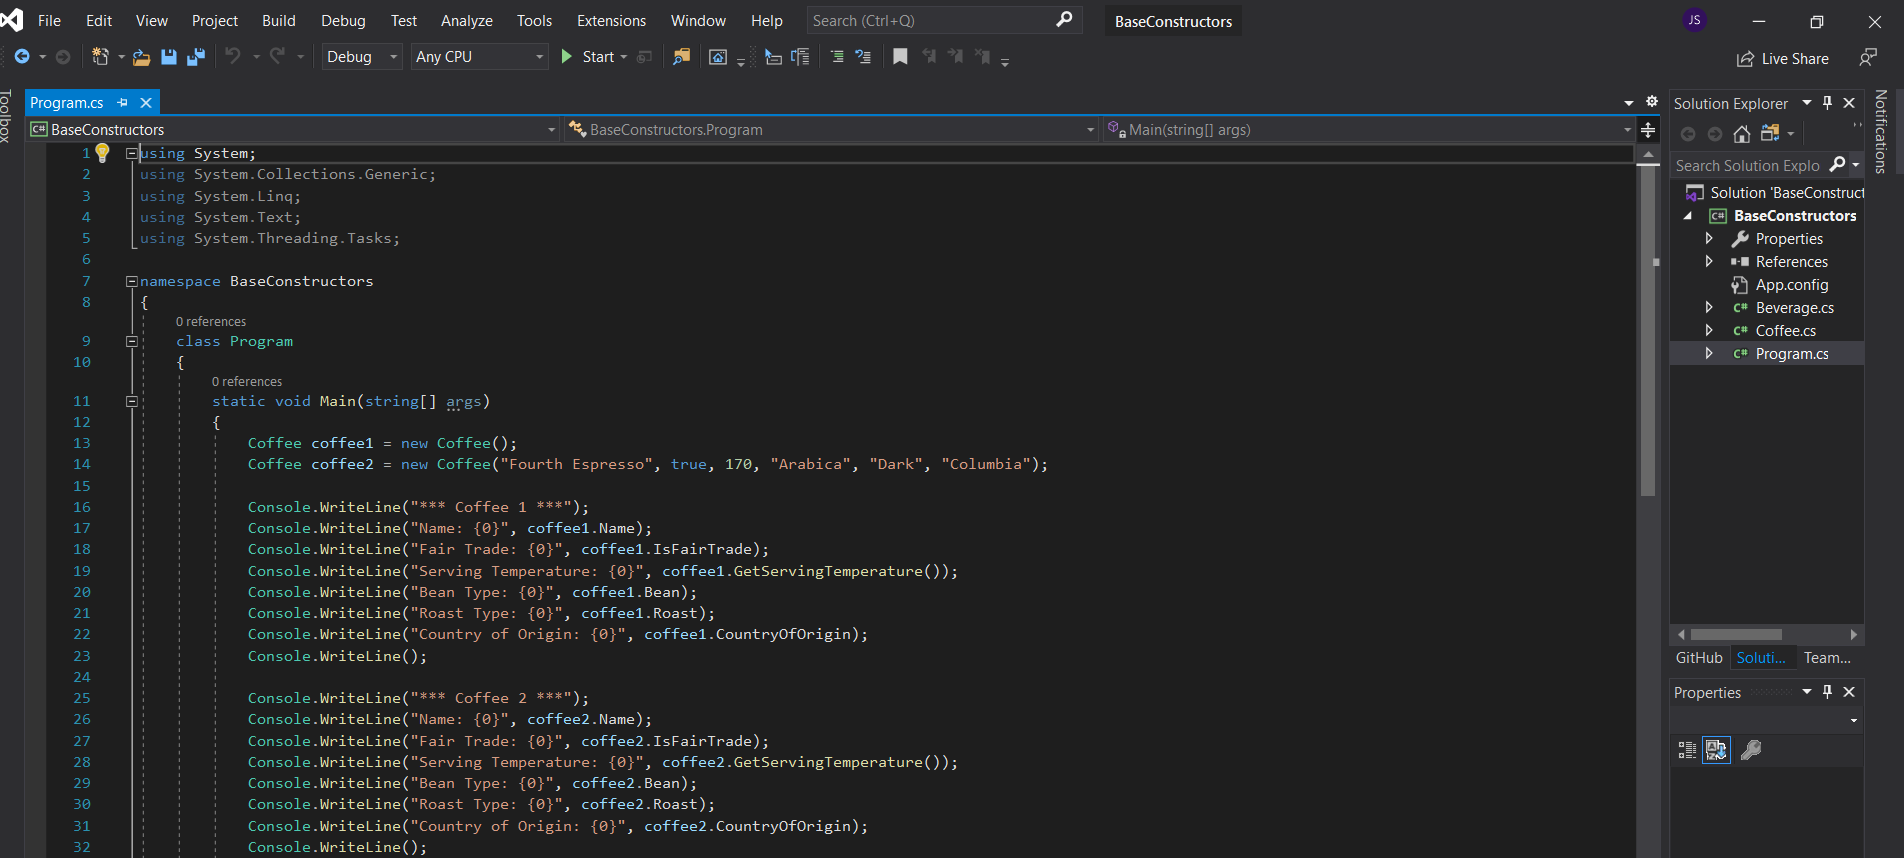 File Edit View Project Build Debug Test Analyze Tools Extensions Window Help Search (Ctrl+Q) BaseConstructors JS
Debug Any CPU Start Live Share
Toolbox
Program.cs
BaseConstructors BaseConstructors.Program Main(string[] args)
1 using System;
2 using System.Collections.Generic;
3 using System.Linq;
4 using System.Text;
5 using System.Threading.Tasks;
6
7 namespace BaseConstructors
8 {
0 references
9 class Program
10 {
0 references
11 static void Main(string[] args)
12 {
13 Coffee coffee1 = new Coffee();
14 Coffee coffee2 = new Coffee("Fourth Espresso", true, 170, "Arabica", "Dark", "Columbia");
15
16 Console.WriteLine("*** Coffee 1 ***");
17 Console.WriteLine("Name: {0}", coffee1.Name);
18 Console.WriteLine("Fair Trade: {0}", coffee1.IsFairTrade);
19 Console.WriteLine("Serving Temperature: {0}", coffee1.GetServingTemperature());
20 Console.WriteLine("Bean Type: {0}", coffee1.Bean);
21 Console.WriteLine("Roast Type: {0}", coffee1.Roast);
22 Console.WriteLine("Country of Origin: {0}", coffee1.CountryOfOrigin);
23 Console.WriteLine();
24
25 Console.WriteLine("*** Coffee 2 ***");
26 Console.WriteLine("Name: {0}", coffee2.Name);
27 Console.WriteLine("Fair Trade: {0}", coffee2.IsFairTrade);
28 Console.WriteLine("Serving Temperature: {0}", coffee2.GetServingTemperature());
29 Console.WriteLine("Bean Type: {0}", coffee2.Bean);
30 Console.WriteLine("Roast Type: {0}", coffee2.Roast);
31 Console.WriteLine("Country of Origin: {0}", coffee2.CountryOfOrigin);
32 Console.WriteLine();
Solution Explorer
Search Solution Explo
Solution 'BaseConstruct
BaseConstructors
Properties
References
App.config
Beverage.cs
Coffee.cs
Program.cs
GitHub Soluti... Team...
Properties
Notifications